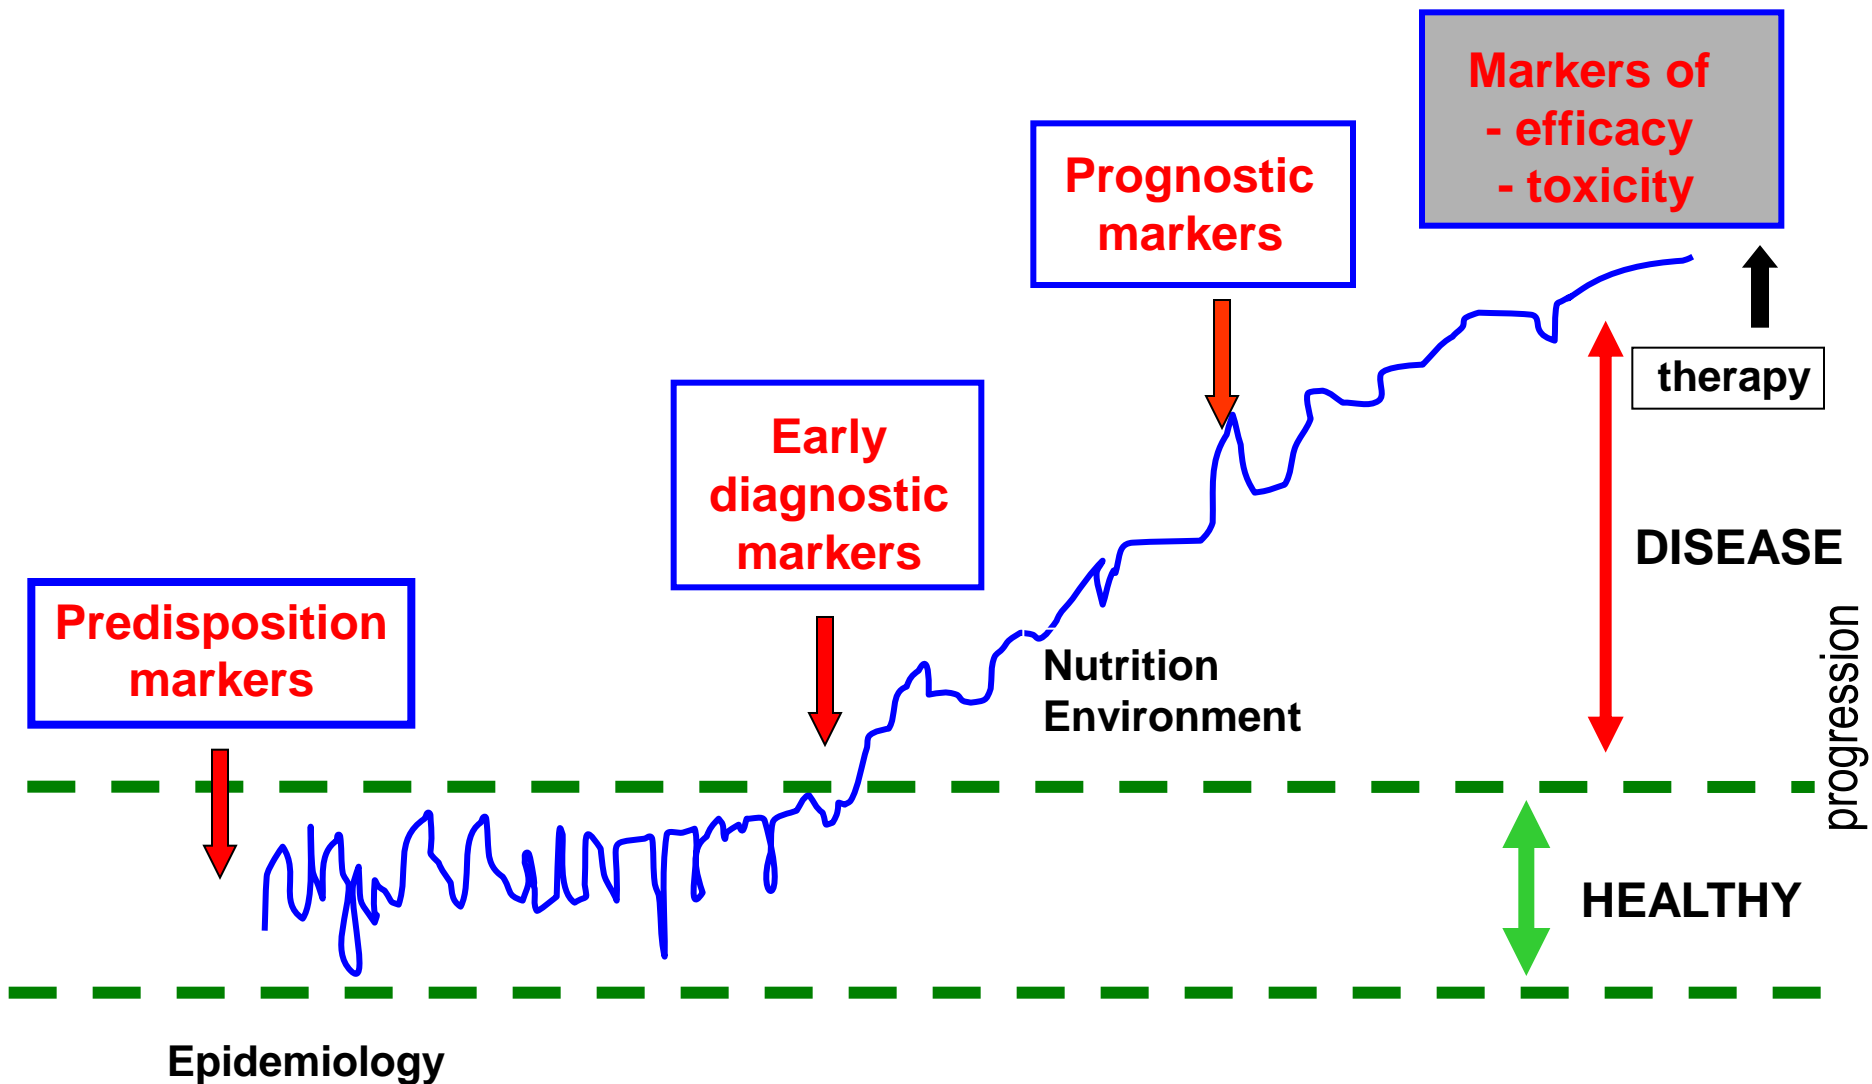 Markers of
- efficacy
- toxicity
Prognostic
markers
therapy
Early
diagnostic
markers
DISEASE
Predisposition
markers
Nutrition
Environment
progression
HEALTHY
Epidemiology